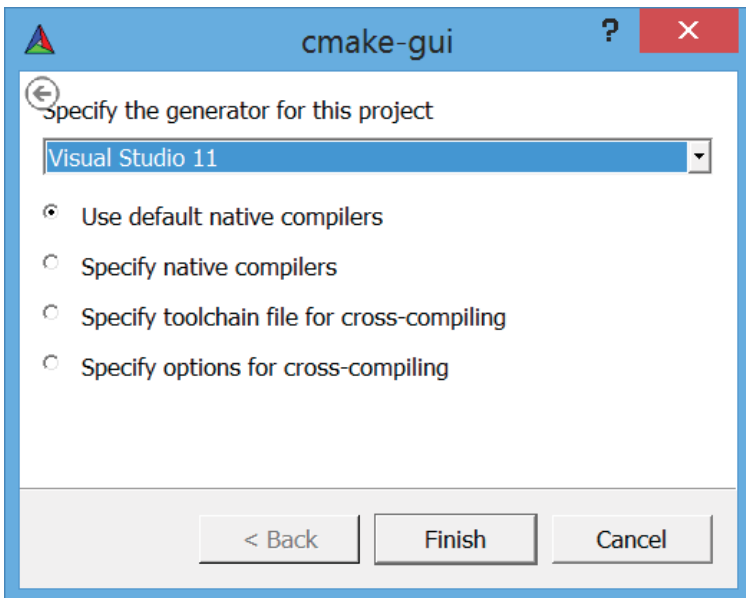 cmake-gui
?
Specify the generator for this project
Visual Studio 11
Use default native compilers
Specify native compilers
Specify toolchain file for cross-compiling
Specify options for cross-compiling
< Back Finish Cancel